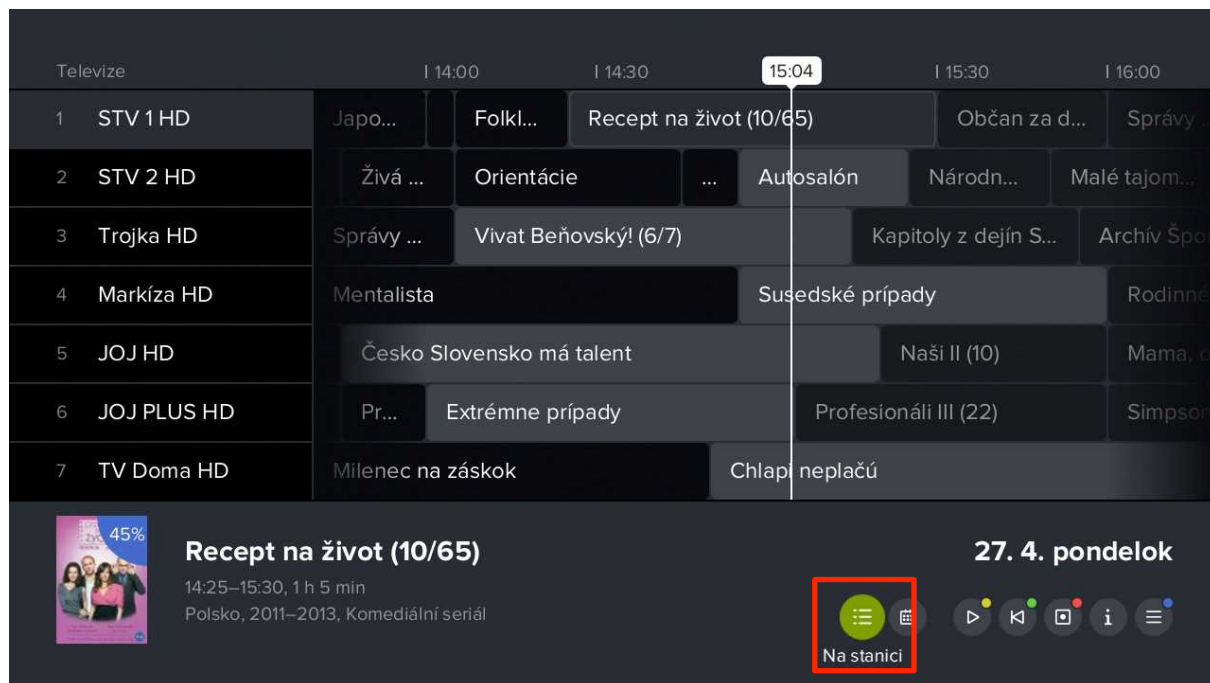 Televize 14:00 14:30 15:04 15:30 16:00
1 STV 1 HD Japo... Folkl... Recept na život (10/65) Občan za d... Správy
2 STV 2 HD Živá ... Orientácie ... Autosalón Národn... Malé tajom...
3 Trojka HD Správy ... Vivat Beňovský! (6/7) Kapitoly z dejín S... Archív Špo
4 Markíza HD Mentalista Susedské prípady Rodinné
5 JOJ HD Česko Slovensko má talent Naši II (10) Mama,
6 JOJ PLUS HD Pr... Extrémne prípady Profesionáli III (22) Simpson
7 TV Doma HD Milenec na záskok Chlapi neplačú
45%
Recept na život (10/65) 27. 4. pondelok
14:25–15:30, 1 h 5 min
Polsko, 2011–2013, Komediální seriál
Na stanici